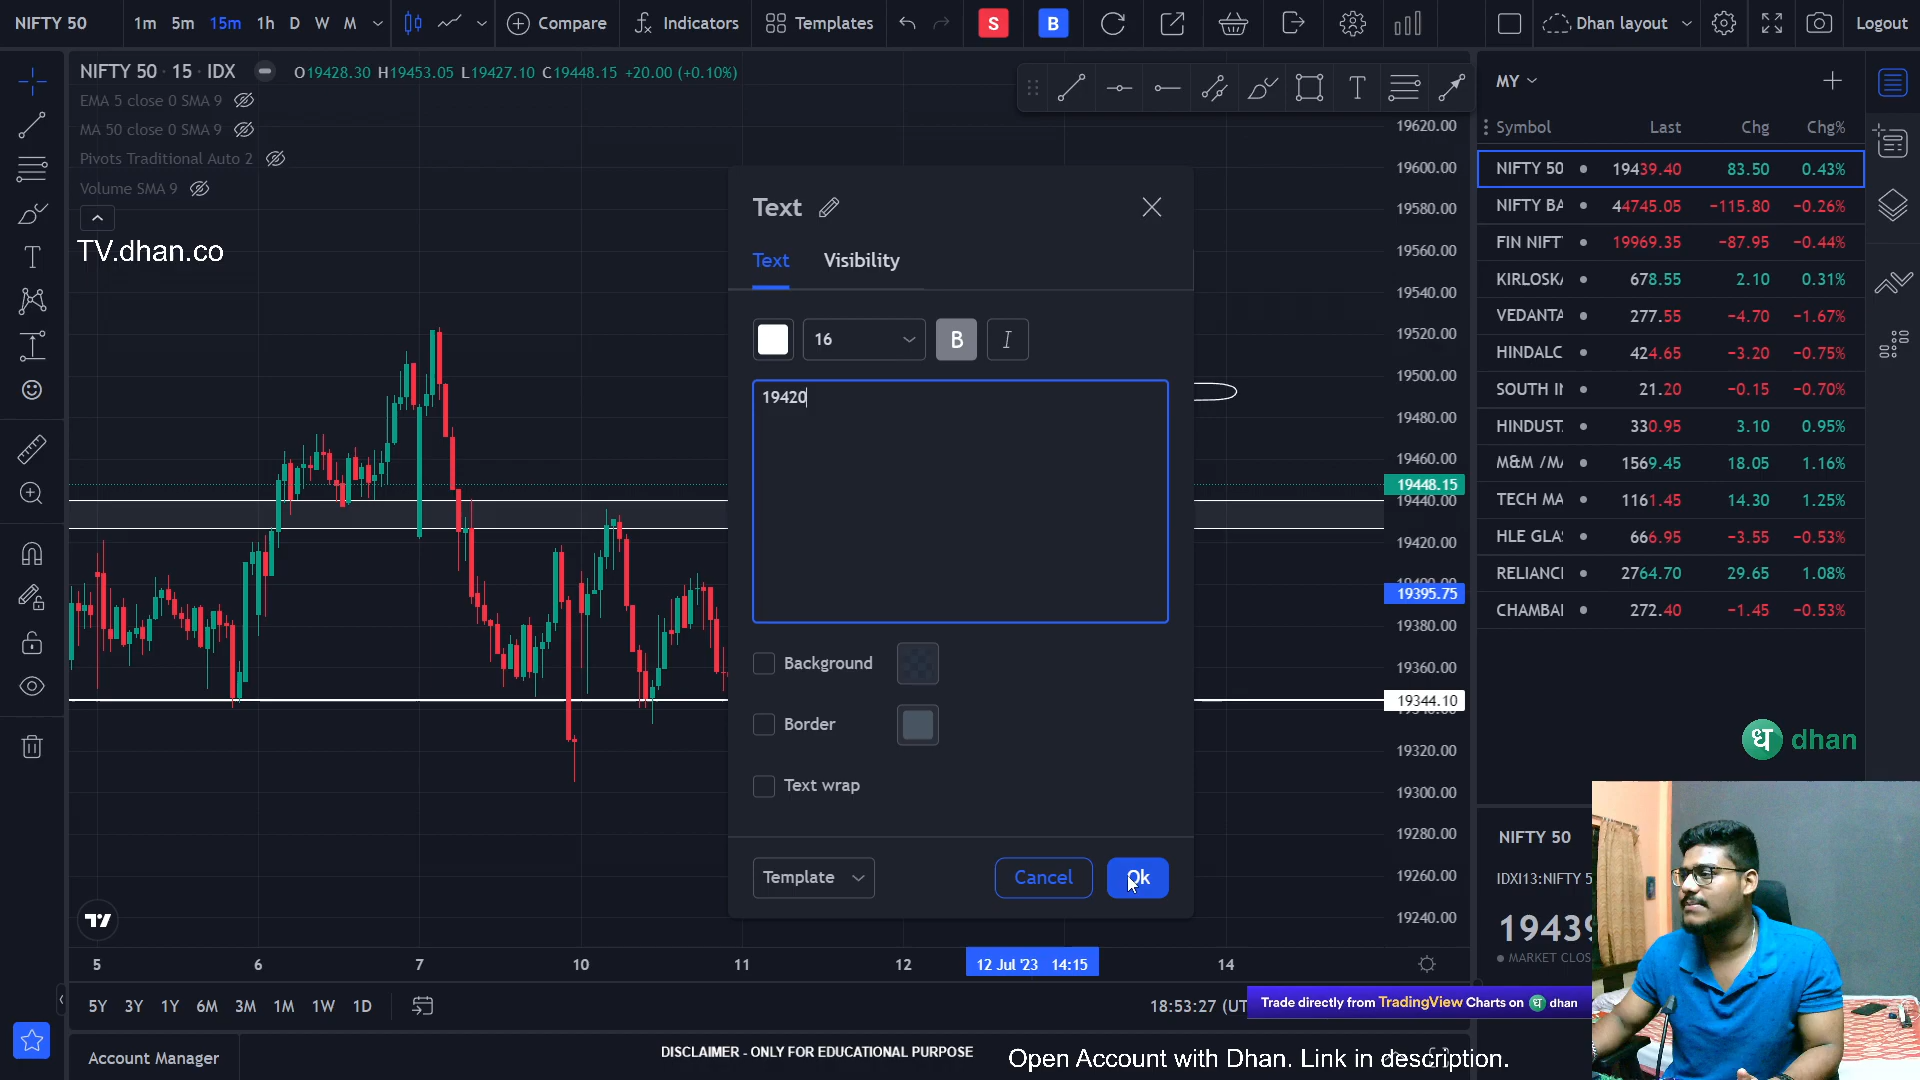 NIFTY 50 1m 5m 15m 1h D W M Compare Indicators Templates S B Dhan layout Logout
NIFTY 50 · 15 · IDX O19428.30 H19453.05 L19427.10 C19448.15 +20.00 (+0.10%)
EMA 5 close 0 SMA 9
MA 50 close 0 SMA 9
Pivots Traditional Auto 2
Volume SMA 9
TV.dhan.co
Text
Text Visibility
16 B I
19420
Background
Border
Text wrap
Template Cancel Ok
19620.00
19600.00
19580.00
19560.00
19540.00
19520.00
19500.00
19480.00
19460.00
19448.15
19440.00
19420.00
19400.00
19395.75
19380.00
19360.00
19344.10
19320.00
19300.00
19280.00
19260.00
19240.00
5 6 7 10 11 12 12 Jul '23 14:15 14
5Y 3Y 1Y 6M 3M 1M 1W 1D 18:53:27 (UT
Account Manager
DISCLAIMER - ONLY FOR EDUCATIONAL PURPOSE
Open Account with Dhan. Link in description.
Trade directly from TradingView Charts on ध dhan
MY
Symbol Last Chg Chg%
NIFTY 50 19439.40 83.50 0.43%
NIFTY BA 44745.05 −115.80 −0.26%
FIN NIFT 19969.35 −87.95 −0.44%
KIRLOSK 678.55 2.10 0.31%
VEDANTA 277.55 −4.70 −1.67%
HINDALC 424.65 −3.20 −0.75%
SOUTH IN 21.20 −0.15 −0.70%
HINDUST 330.95 3.10 0.95%
M&M /M 1569.45 18.05 1.16%
TECH MA 1161.45 14.30 1.25%
HLE GLA 666.95 −3.55 −0.53%
RELIANC 2764.70 29.65 1.08%
CHAMBA 272.40 −1.45 −0.53%
ध dhan
NIFTY 50
IDX13:NIFTY 5
19439
MARKET CLOS